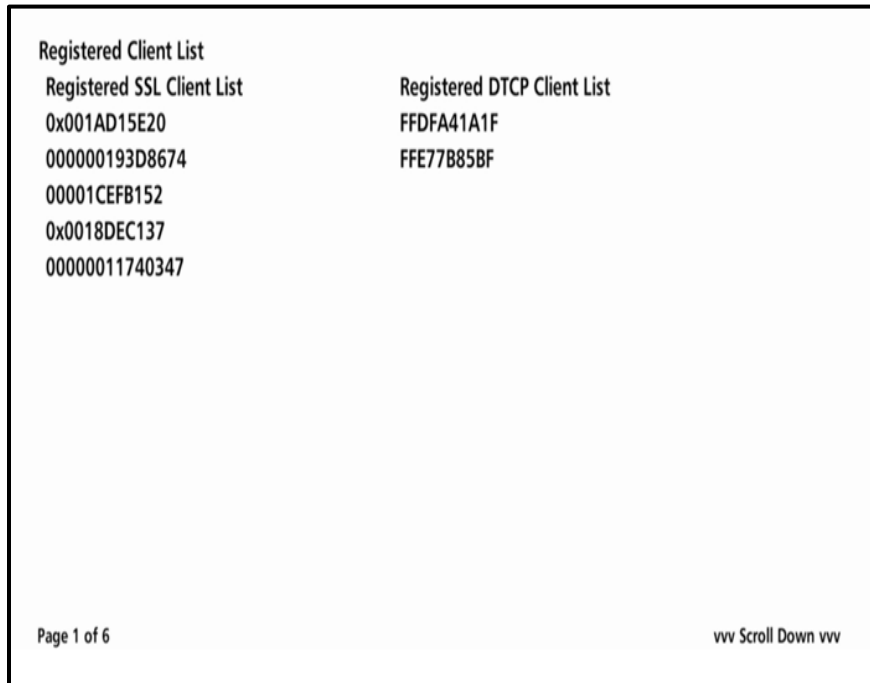 Registered Client List
Registered SSL Client List Registered DTCP Client List
0x001AD15E20 FFDFA41A1F
000000193D8674 FFE77B85BF
00001CEFB152
0x0018DEC137
00000011740347
Page 1 of 6 vvv Scroll Down vvv